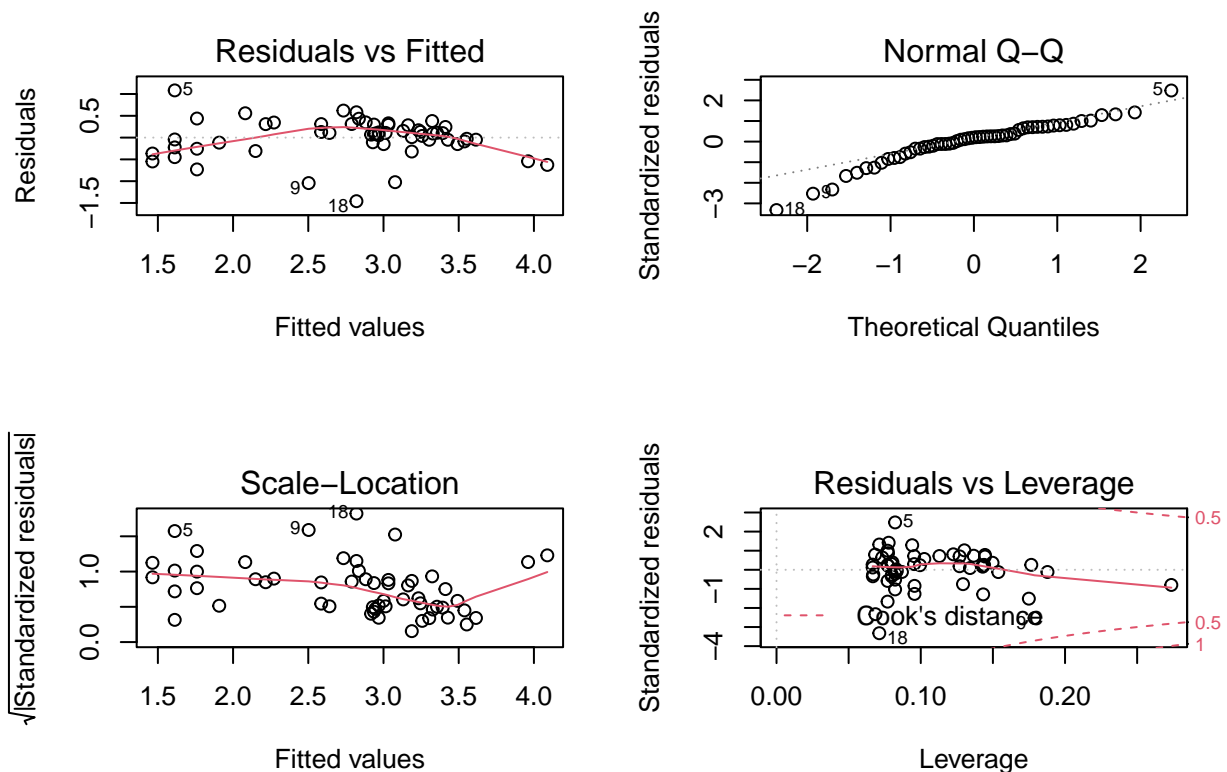 Residuals vs Fitted
Residuals
0.5
−1.5
5
9
18
1.5 2.0 2.5 3.0 3.5 4.0
Fitted values
Normal Q−Q
Standardized residuals
2
0
−3
5
9
18
−2 −1 0 1 2
Theoretical Quantiles
Scale−Location
√|Standardized residuals|
1.0
0.0
5
9
18
1.5 2.0 2.5 3.0 3.5 4.0
Fitted values
Residuals vs Leverage
Standardized residuals
2
−1
−4
5
Cook's distance
9
18
0.5
0.5
1
0.00 0.10 0.20
Leverage